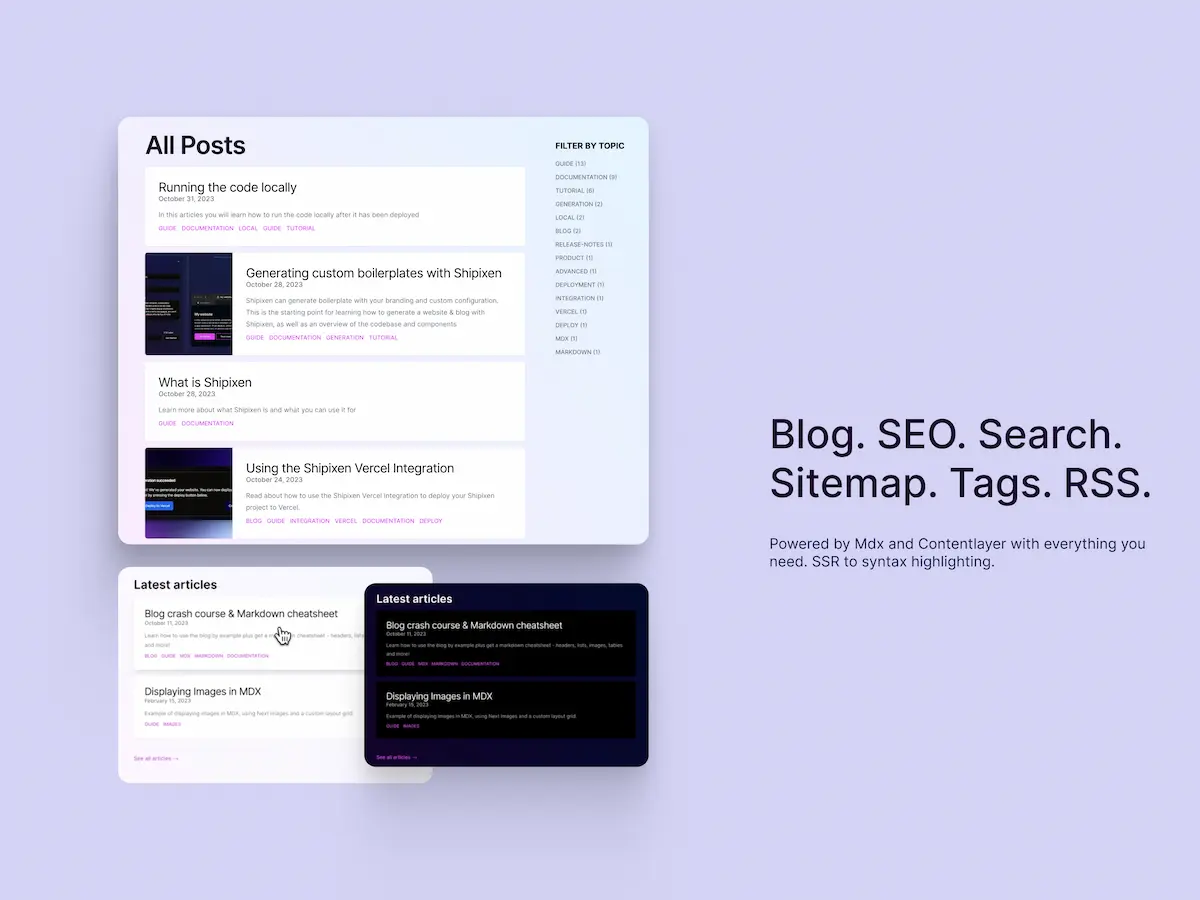 All Posts
Running the code locally
October 31, 2023
In this articles you will learn how to run the code locally after it has been deployed
GUIDE DOCUMENTATION LOCAL GUIDE TUTORIAL
Generating custom boilerplates with Shipixen
October 28, 2023
Shipixen can generate boilerplate with your branding and custom configuration.
This is the starting point for learning how to generate a website & blog with
Shipixen, as well as an overview of the codebase and components
GUIDE DOCUMENTATION GENERATION TUTORIAL
What is Shipixen
October 28, 2023
Learn more about what Shipixen is and what you can use it for
GUIDE DOCUMENTATION
Using the Shipixen Vercel Integration
October 24, 2023
Read about how to use the Shipixen Vercel Integration to deploy your Shipixen
project to Vercel.
BLOG GUIDE INTEGRATION VERCEL DOCUMENTATION DEPLOY
FILTER BY TOPIC
GUIDE (13)
DOCUMENTATION (9)
TUTORIAL (6)
GENERATION (2)
LOCAL (2)
BLOG (2)
RELEASE-NOTES (1)
PRODUCT (1)
ADVANCED (1)
DEPLOYMENT (1)
INTEGRATION (1)
VERCEL (1)
DEPLOY (1)
MDX (1)
MARKDOWN (1)
Blog. SEO. Search.
Sitemap. Tags. RSS.
Powered by Mdx and Contentlayer with everything you
need. SSR to syntax highlighting.
Latest articles
Blog crash course & Markdown cheatsheet
October 11, 2023
Learn how to use the blog by example plus get a cheatsheet - headers, lists
and more!
BLOG GUIDE MDX MARKDOWN DOCUMENTATION
Displaying Images in MDX
February 19, 2023
Example of displaying images in MDX, using Next images and a custom layout grid.
GUIDE IMAGES
See all articles →
Latest articles
Blog crash course & Markdown cheatsheet
October 11, 2023
Learn how to use the blog by example plus get a markdown cheatsheet - headers, lists, images, tables
and more!
BLOG GUIDE MDX MARKDOWN DOCUMENTATION
Displaying Images in MDX
February 19, 2023
Example of displaying images in MDX, using Next images and a custom layout grid.
GUIDE IMAGES
See all articles →